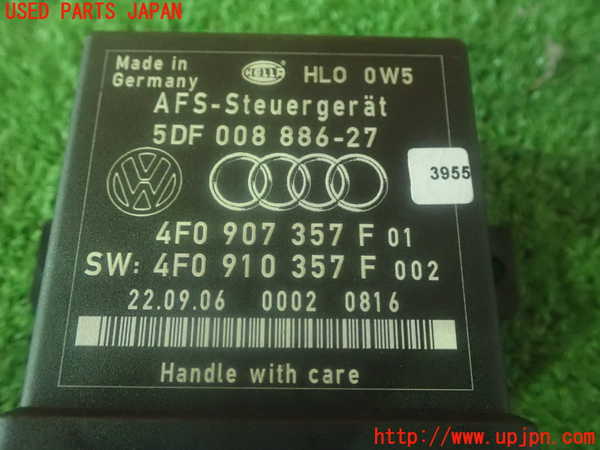 USED PARTS JAPAN
Made in
Germany
HELLA
HLO 0W5
AFS-Steuergerät
5DF 008 886-27
3955
4F0 907 357 F 01
SW: 4F0 910 357 F 002
22.09.06 0002 0816
Handle with care
http://www.upjpn.com